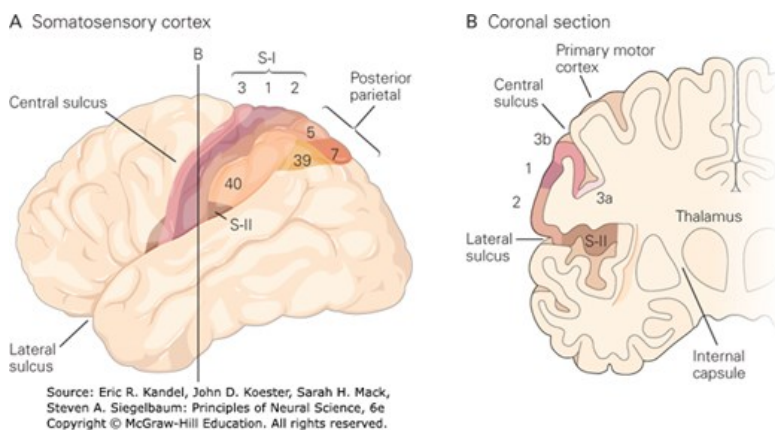 A Somatosensory cortex
B
S-I
3 1 2
Posterior
parietal
Central sulcus
5
7
39
40
S-II
Lateral
sulcus
Source: Eric R. Kandel, John D. Koester, Sarah H. Mack,
Steven A. Siegelbaum: Principles of Neural Science, 6e
Copyright © McGraw-Hill Education. All rights reserved.
B Coronal section
Primary motor
cortex
Central
sulcus
3b
1
2
3a
Thalamus
Lateral
sulcus
S-II
Internal
capsule